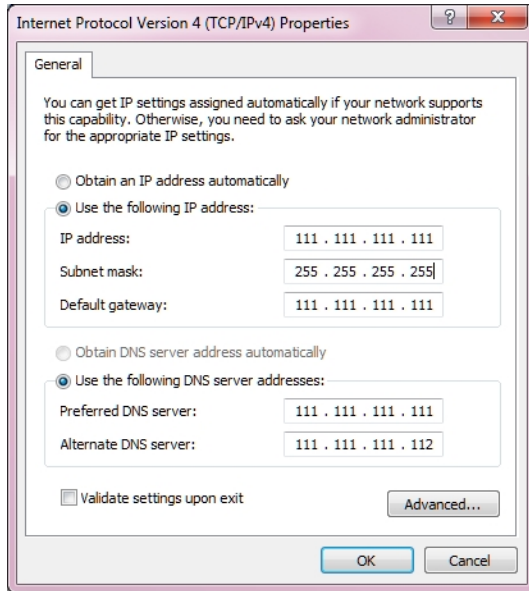 Internet Protocol Version 4 (TCP/IPv4) Properties
General
You can get IP settings assigned automatically if your network supports
this capability. Otherwise, you need to ask your network administrator
for the appropriate IP settings.
Obtain an IP address automatically
Use the following IP address:
IP address: 111 . 111 . 111 . 111
Subnet mask: 255 . 255 . 255 . 255
Default gateway: 111 . 111 . 111 . 111
Obtain DNS server address automatically
Use the following DNS server addresses:
Preferred DNS server: 111 . 111 . 111 . 111
Alternate DNS server: 111 . 111 . 111 . 112
Validate settings upon exit
Advanced...
OK Cancel